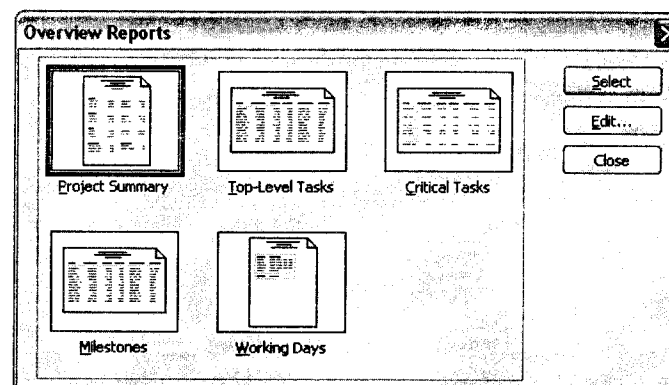 Overview Reports
Project Summary
Top-Level Tasks
Critical Tasks
Milestones
Working Days
Select
Edit...
Close